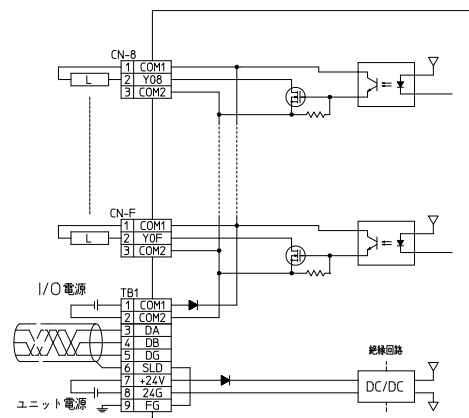 CN-8
1 COM1
L 2 Y08
3 COM2
CN-F
1 COM1
L 2 Y0F
3 COM2
I/O電源
TB1
1 COM1
2 COM2
3 DA
4 DB
5 DG
6 SLD
7 +24V
8 24G
9 FG
ユニット電源
絶縁回路
DC/DC